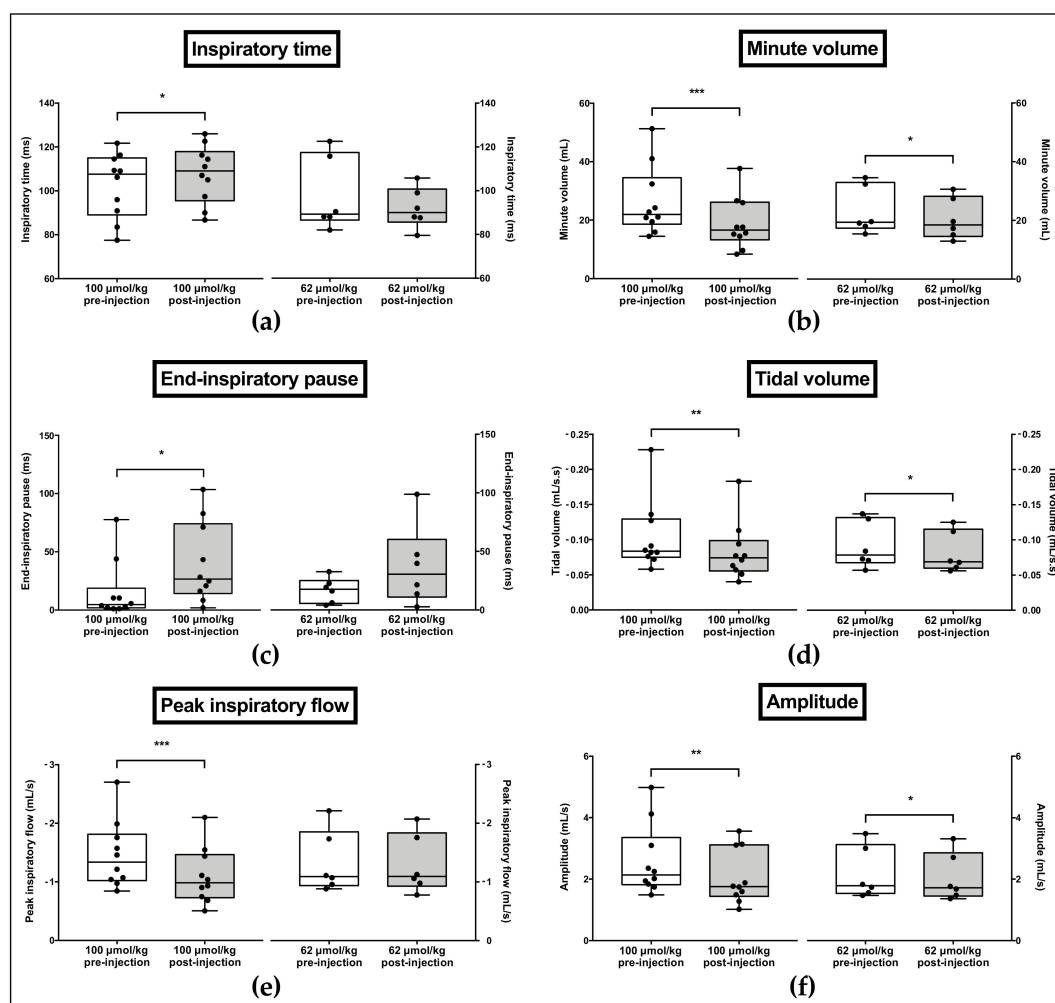 Inspiratory time
*
140
120
100
80
60
Inspiratory time (ms)
100 µmol/kg
pre-injection
100 µmol/kg
post-injection
62 µmol/kg
pre-injection
62 µmol/kg
post-injection
140
120
100
80
60
Inspiratory time (ms)
(a)
Minute volume
***
*
60
40
20
0
Minute volume (mL)
100 µmol/kg
pre-injection
100 µmol/kg
post-injection
62 µmol/kg
pre-injection
62 µmol/kg
post-injection
60
40
20
0
Minute volume (mL)
(b)
End-inspiratory pause
*
150
100
50
0
End-inspiratory pause (ms)
100 µmol/kg
pre-injection
100 µmol/kg
post-injection
62 µmol/kg
pre-injection
62 µmol/kg
post-injection
150
100
50
0
End-inspiratory pause (ms)
(c)
Tidal volume
**
*
-0.25
-0.20
-0.15
-0.10
-0.05
0.00
Tidal volume (mL/s.s)
100 µmol/kg
pre-injection
100 µmol/kg
post-injection
62 µmol/kg
pre-injection
62 µmol/kg
post-injection
-0.25
-0.20
-0.15
-0.10
-0.05
0.00
Tidal volume (mL/s.s)
(d)
Peak inspiratory flow
***
-3
-2
-1
0
Peak inspiratory flow (mL/s)
100 µmol/kg
pre-injection
100 µmol/kg
post-injection
62 µmol/kg
pre-injection
62 µmol/kg
post-injection
-3
-2
-1
0
Peak inspiratory flow (mL/s)
(e)
Amplitude
**
*
6
4
2
0
Amplitude (mL/s)
100 µmol/kg
pre-injection
100 µmol/kg
post-injection
62 µmol/kg
pre-injection
62 µmol/kg
post-injection
6
4
2
0
Amplitude (mL/s)
(f)